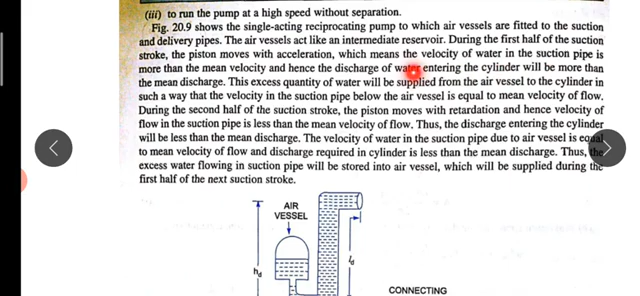 (iii) to run the pump at a high speed without separation.
Fig. 20.9 shows the single-acting reciprocating pump to which air vessels are fitted to the suction
and delivery pipes. The air vessels act like an intermediate reservoir. During the first half of the suction
stroke, the piston moves with acceleration, which means the velocity of water in the suction pipe is
more than the mean velocity and hence the discharge of water entering the cylinder will be more than
the mean discharge. This excess quantity of water will be supplied from the air vessel to the cylinder in
such a way that the velocity in the suction pipe below the air vessel is equal to mean velocity of flow.
During the second half of the suction stroke, the piston moves with retardation and hence velocity of
flow in the suction pipe is less than the mean velocity of flow. Thus, the discharge entering the cylinder
will be less than the mean discharge. The velocity of water in the suction pipe due to air vessel is equal
to mean velocity of flow and discharge required in cylinder is less than the mean discharge. Thus, the
excess water flowing in suction pipe will be stored into air vessel, which will be supplied during the
first half of the next suction stroke.
AIR
VESSEL
hd
ld
CONNECTING